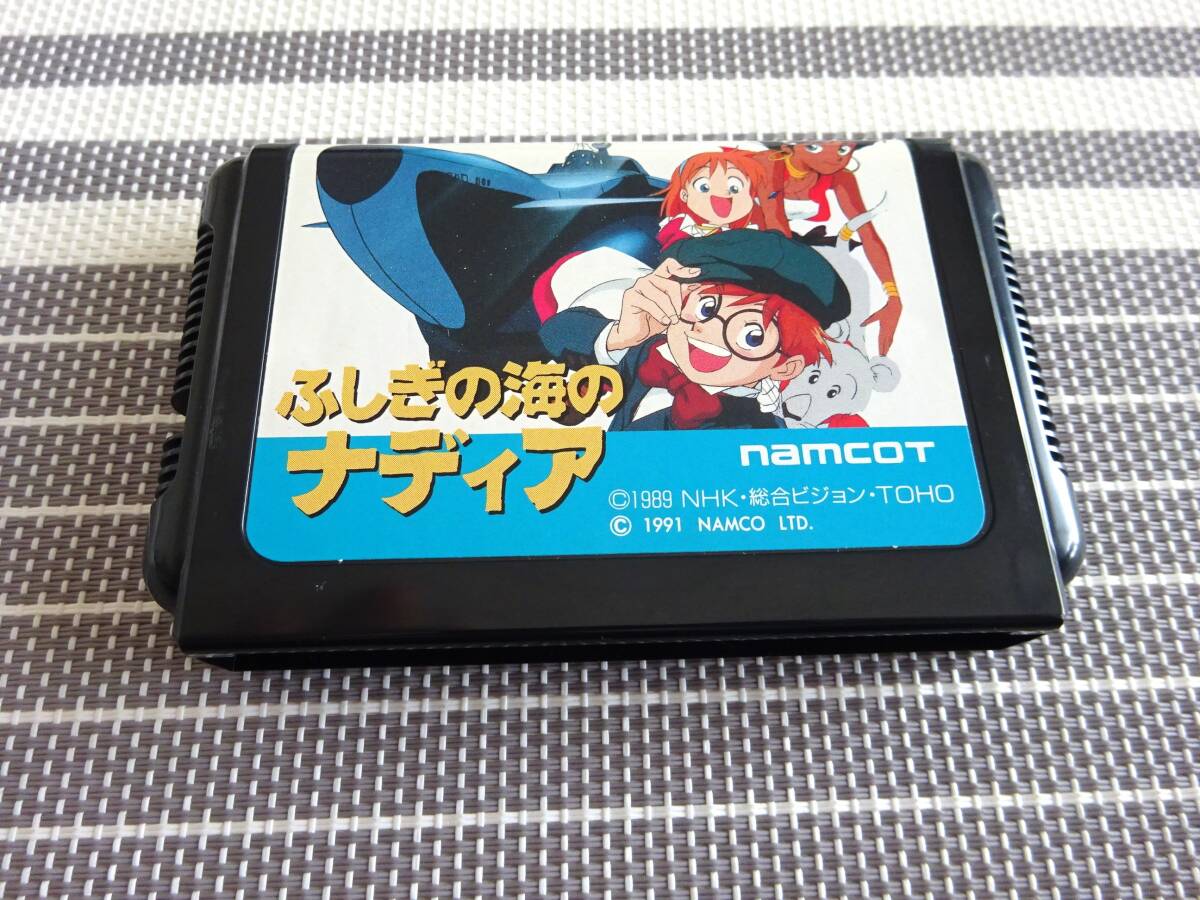 ふしぎの海の
ナディア
namcot
©1989 NHK・総合ビジョン・TOHO
© 1991 NAMCO LTD.